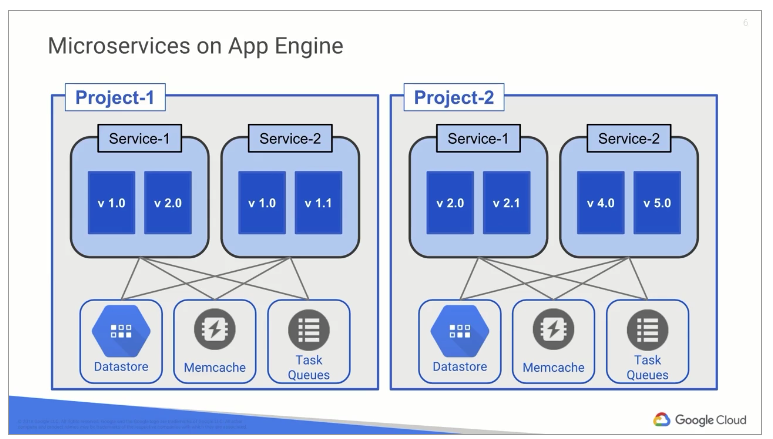 6
Microservices on App Engine
Project-1
Project-2
Service-1
Service-2
Service-1
Service-2
v 1.0
v 2.0
v 1.0
v 1.1
v 2.0
v 2.1
v 4.0
v 5.0
Datastore
Memcache
Task
Queues
Datastore
Memcache
Task
Queues
Google Cloud